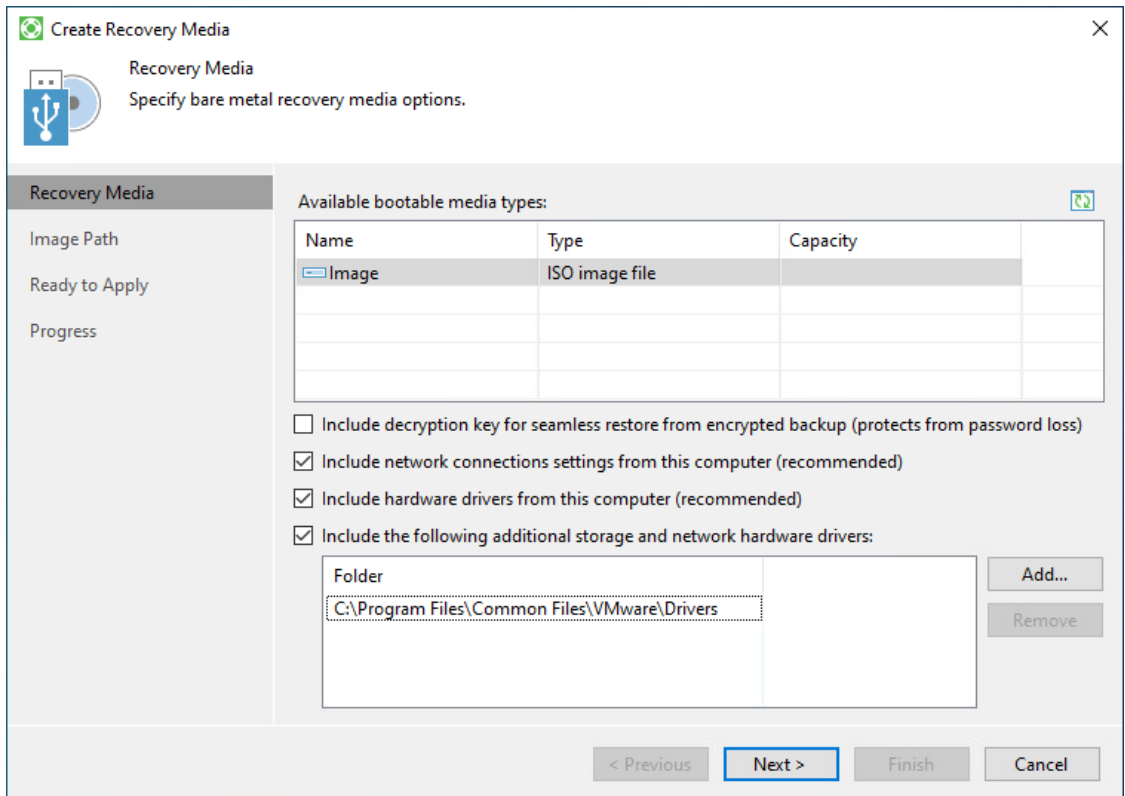 Create Recovery Media
Recovery Media
Specify bare metal recovery media options.
Recovery Media
Image Path
Ready to Apply
Progress
Available bootable media types:
Name Type Capacity
Image ISO image file
Include decryption key for seamless restore from encrypted backup (protects from password loss)
Include network connections settings from this computer (recommended)
Include hardware drivers from this computer (recommended)
Include the following additional storage and network hardware drivers:
Folder
C:\Program Files\Common Files\VMware\Drivers
Add...
Remove
< Previous Next > Finish Cancel